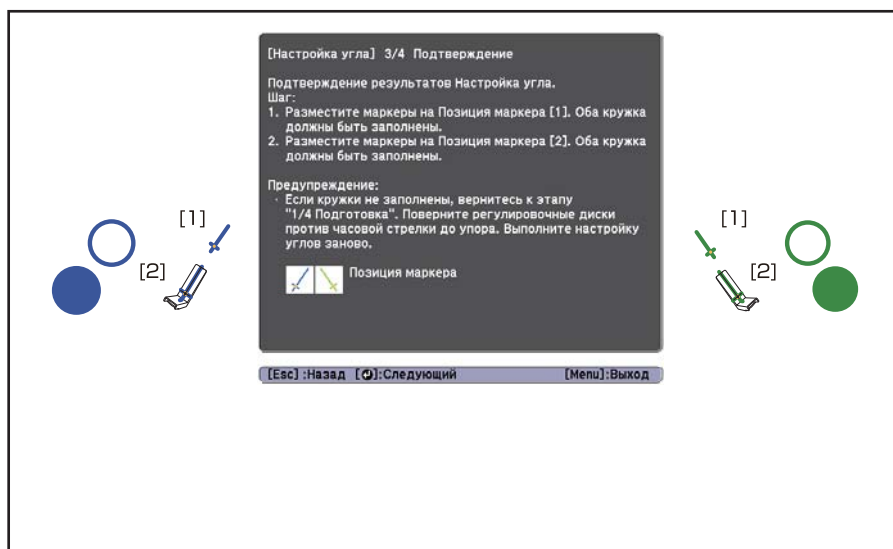 [Настройка угла] 3/4 Подтверждение
Подтверждение результатов Настройка угла.
Шаг:
1. Разместите маркеры на Позиция маркера [1]. Оба кружка
должны быть заполнены.
2. Разместите маркеры на Позиция маркера [2]. Оба кружка
должны быть заполнены.
Предупреждение:
· Если кружки не заполнены, вернитесь к этапу
"1/4 Подготовка". Поверните регулировочные диски
против часовой стрелки до упора. Выполните настройку
углов заново.
[1]
[2]
[1]
[2]
Позиция маркера
[Esc] :Назад [↵]:Следующий [Menu]:Выход